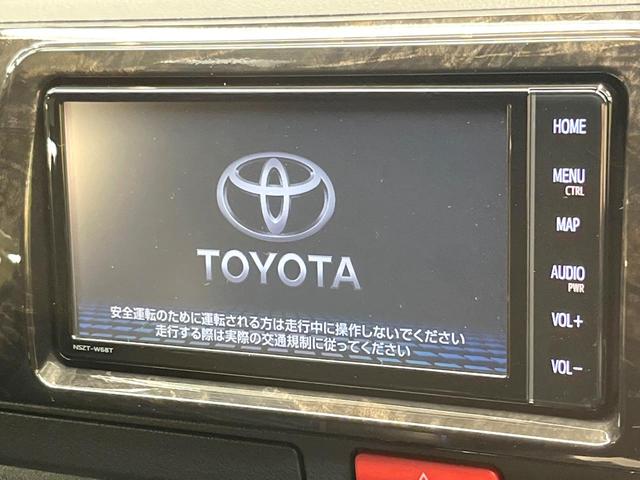 TOYOTA
安全運転のために運転される方は走行中に操作しないでください
走行する際は実際の交通規制に従ってください
NSZT-W68T
HOME
MENU
CTRL
MAP
AUDIO
PWR
VOL+
VOL-